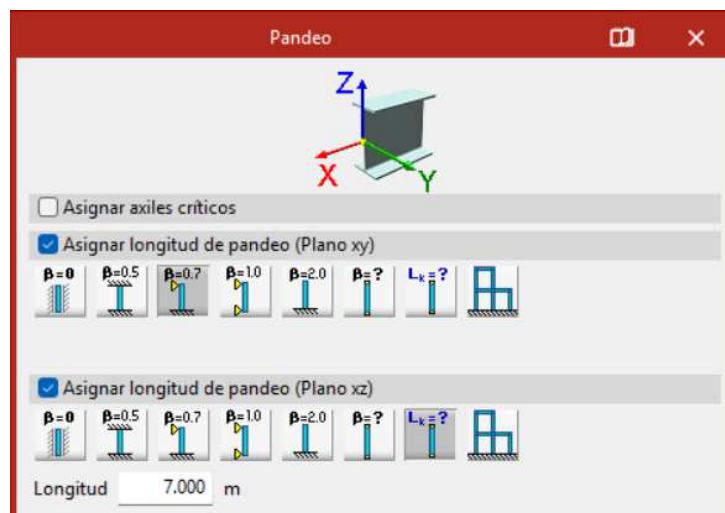 Pandeo
Z
X
Y
Asignar axiles críticos
Asignar longitud de pandeo (Plano xy)
β=0 β=0.5 β=0.7 β=1.0 β=2.0 β=? Lk=?
Asignar longitud de pandeo (Plano xz)
β=0 β=0.5 β=0.7 β=1.0 β=2.0 β=? Lk=?
Longitud 7.000 m